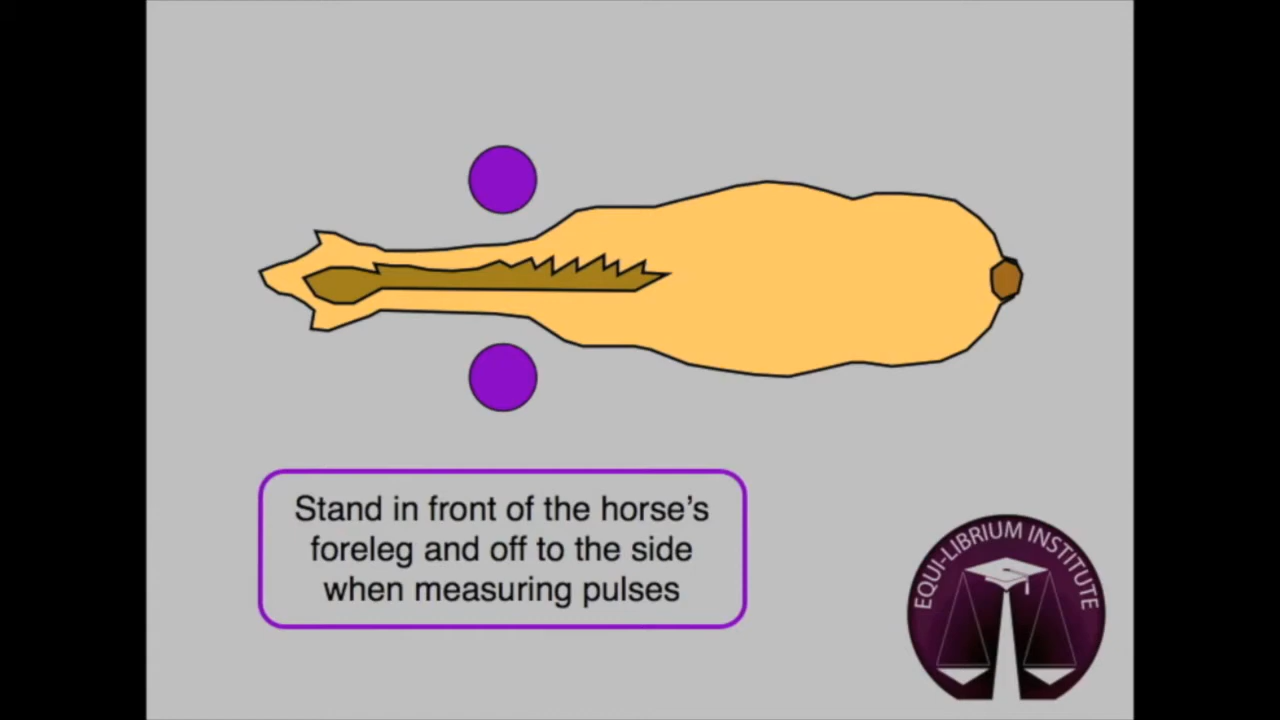 Stand in front of the horse’s
foreleg and off to the side
when measuring pulses
EQUI-LIBRIUM INSTITUTE